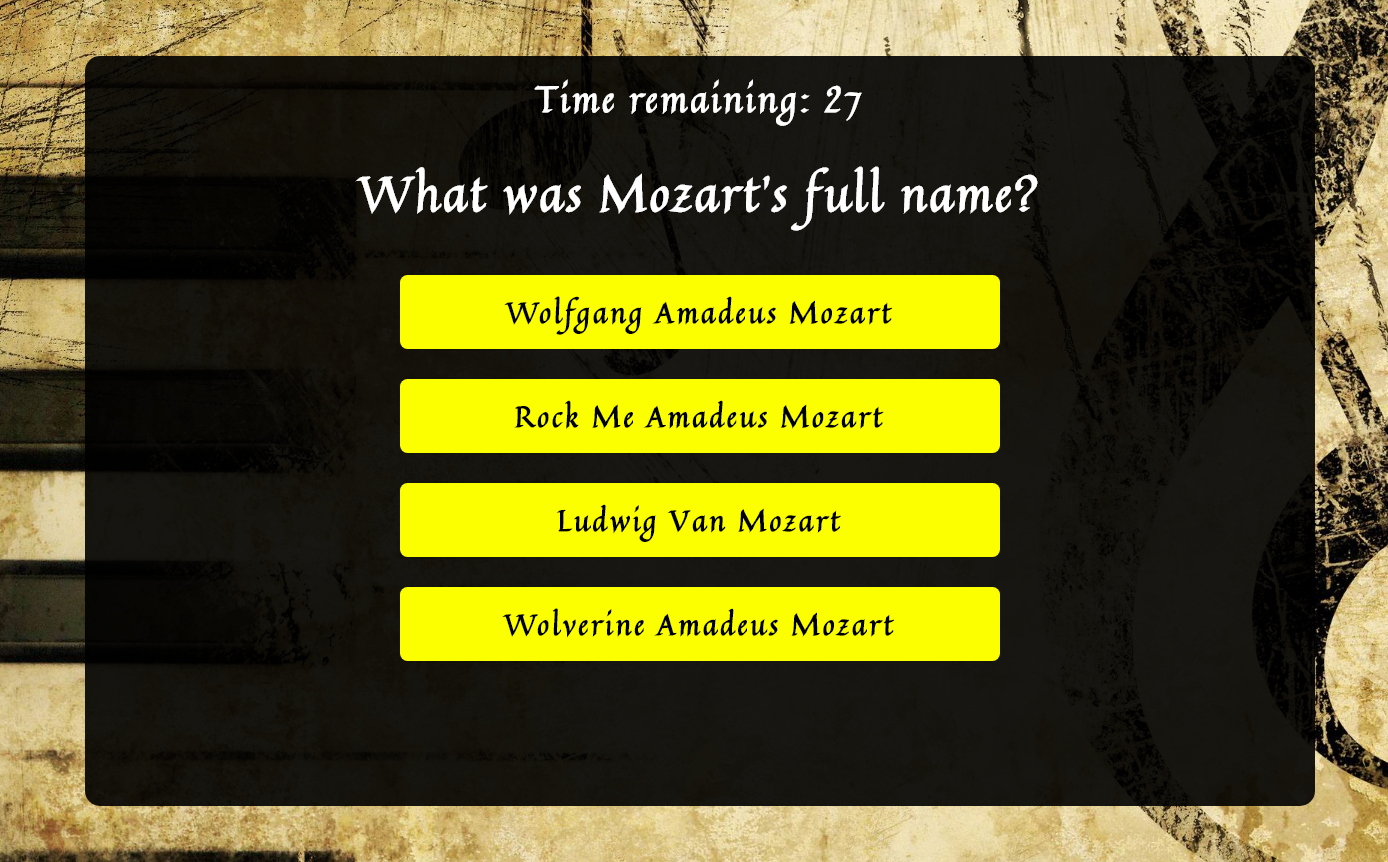 Time remaining: 27
What was Mozart's full name?
Wolfgang Amadeus Mozart
Rock Me Amadeus Mozart
Ludwig Van Mozart
Wolverine Amadeus Mozart